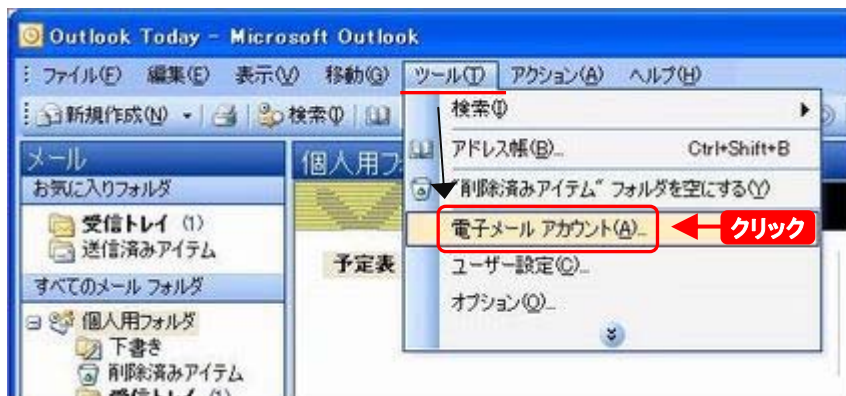 Outlook Today - Microsoft Outlook
ファイル(F) 編集(E) 表示(V) 移動(G) ツール(T) アクション(A) ヘルプ(H)
新規作成(N) 検索(I)
メール
お気に入りフォルダ
受信トレイ (1)
送信済みアイテム
すべてのメール フォルダ
個人用フォルダ
下書き
削除済みアイテム
受信トレイ (1)
個人用フ
予定表
検索(I)
アドレス帳(B)... Ctrl+Shift+B
"削除済みアイテム" フォルダを空にする(Y)
電子メール アカウント(A)...
クリック
ユーザー設定(C)...
オプション(O)...